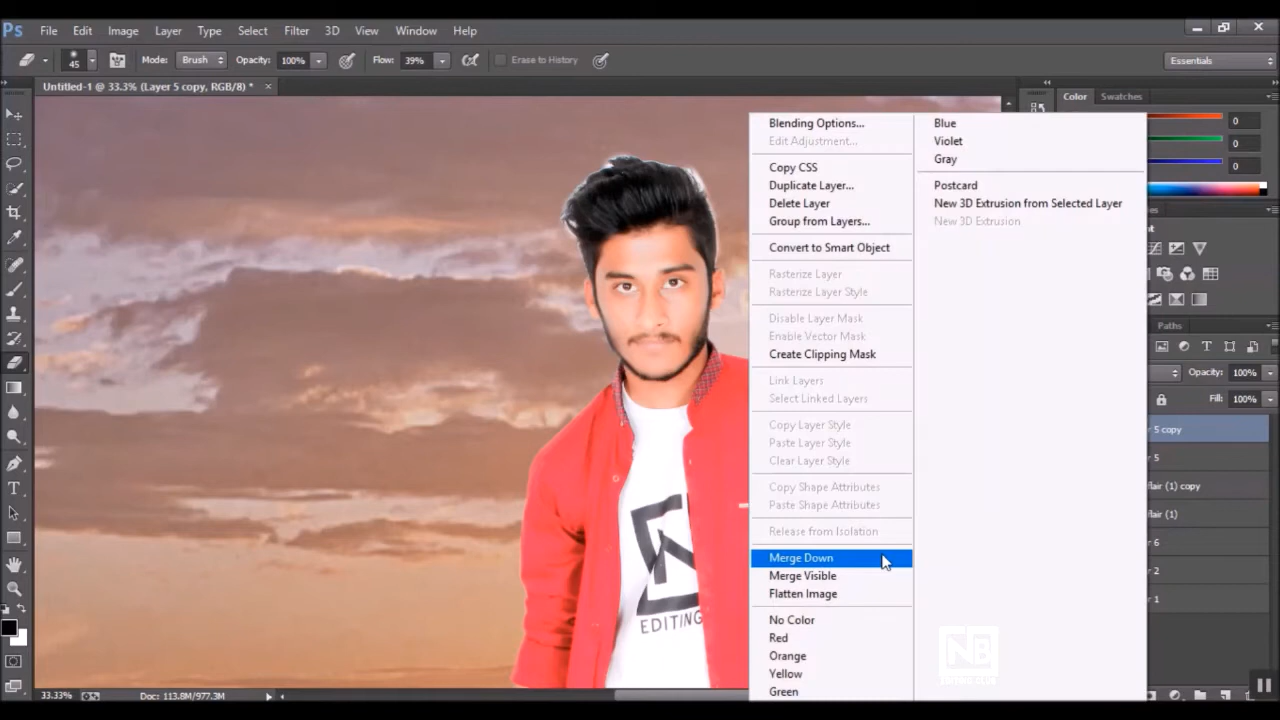 Ps File Edit Image Layer Type Select Filter 3D View Window Help
45 Mode: Brush Opacity: 100% Flow: 39% Erase to History Essentials
Untitled-1 @ 33.3% (Layer 5 copy, RGB/8) * ×
Color Swatches
0
0
0
Blending Options...
Edit Adjustment...
Copy CSS
Duplicate Layer...
Delete Layer
Group from Layers...
Convert to Smart Object
Rasterize Layer
Rasterize Layer Style
Disable Layer Mask
Enable Vector Mask
Create Clipping Mask
Link Layers
Select Linked Layers
Copy Layer Style
Paste Layer Style
Clear Layer Style
Copy Shape Attributes
Paste Shape Attributes
Release from Isolation
Merge Down
Merge Visible
Flatten Image
No Color
Red
Orange
Yellow
Green
Blue
Violet
Gray
Postcard
New 3D Extrusion from Selected Layer
New 3D Extrusion
Paths
Opacity: 100%
Fill: 100%
r 5 copy
r 5
flair (1) copy
flair (1)
r 6
r 2
r 1
EDITING
NB
33.33% Doc: 113.8M/977.3M